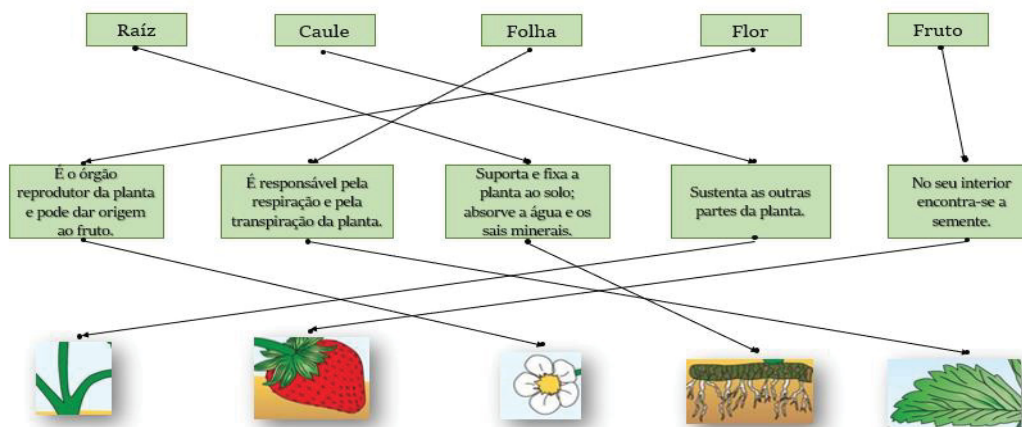 Raíz
Caule
Folha
Flor
Fruto
É o órgão
reprodutor da planta
e pode dar origem
ao fruto.
É responsável pela
respiração e pela
transpiração da planta.
Suporta e fixa a
planta ao solo;
absorve a água e os
sais minerais.
Sustenta as outras
partes da planta.
No seu interior
encontra-se a
semente.